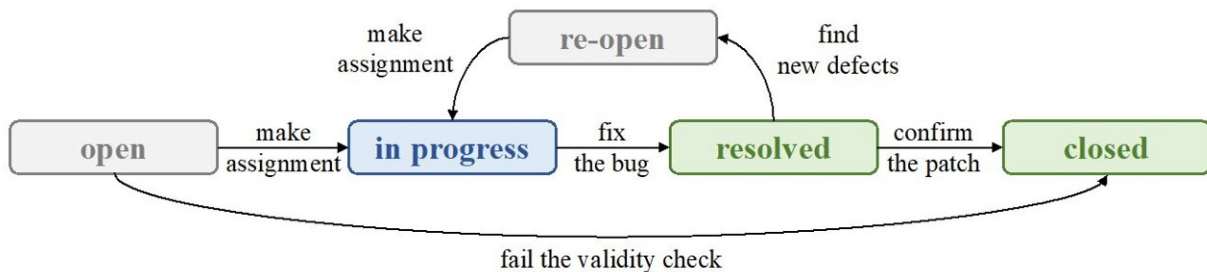 make
assignment
re-open
find
new defects
open
make
assignment
in progress
fix
the bug
resolved
confirm
the patch
closed
fail the validity check